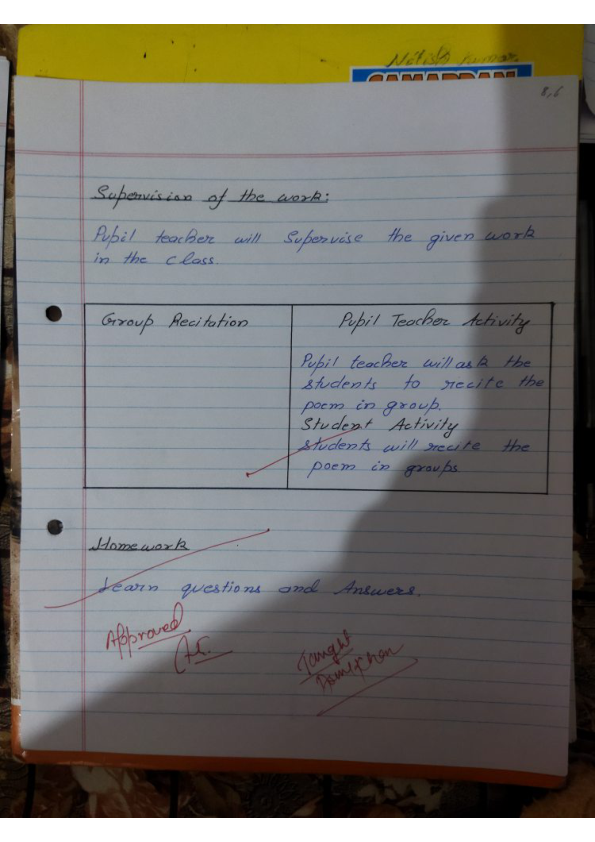 Nitish Kumar
SAMARPAN
8,6
Supervision of the work:
Pupil teacher will Supervise the given work
in the class.
Group Recitation
Pupil Teacher Activity
Pupil teacher will ask the
students to recite the
poem in group.
Student Activity
Students will recite the
poem in groups
Homework
Learn questions and Answers.
Approved
Taught